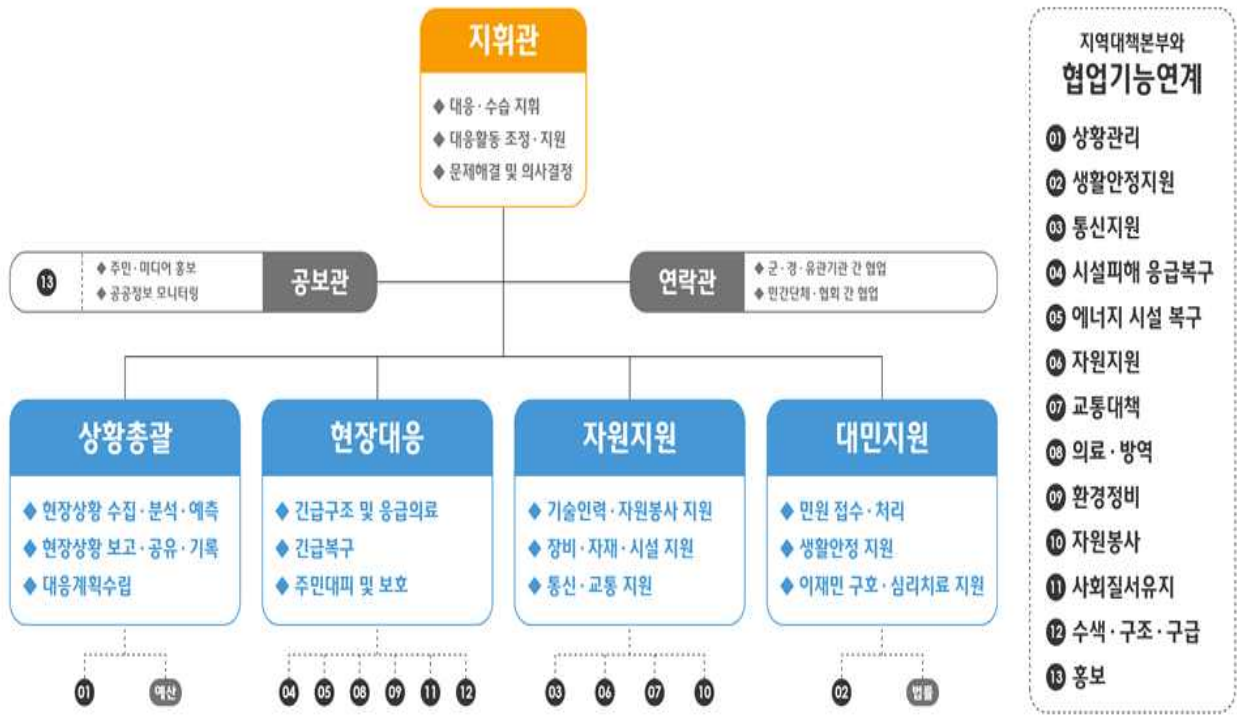 지휘관
◆ 대응·수습 지휘
◆ 대응활동 조정·지원
◆ 문제해결 및 의사결정
13
◆ 주민·미디어 홍보
◆ 공공정보 모니터링
공보관
연락관
◆ 군·경·유관기관 간 협업
◆ 민간단체·협회 간 협업
상황총괄
◆ 현장상황 수집·분석·예측
◆ 현장상황 보고·공유·기록
◆ 대응계획수립
01 예산
현장대응
◆ 긴급구조 및 응급의료
◆ 긴급복구
◆ 주민대피 및 보호
04 05 08 09 11 12
자원지원
◆ 기술인력·자원봉사 지원
◆ 장비·자재·시설 지원
◆ 통신·교통 지원
03 06 07 10
대민지원
◆ 민원 접수·처리
◆ 생활안정 지원
◆ 이재민 구호·심리치료 지원
02 법률
지역대책본부와
협업기능연계
01 상황관리
02 생활안정지원
03 통신지원
04 시설피해 응급복구
05 에너지 시설 복구
06 자원지원
07 교통대책
08 의료·방역
09 환경정비
10 자원봉사
11 사회질서유지
12 수색·구조·구급
13 홍보